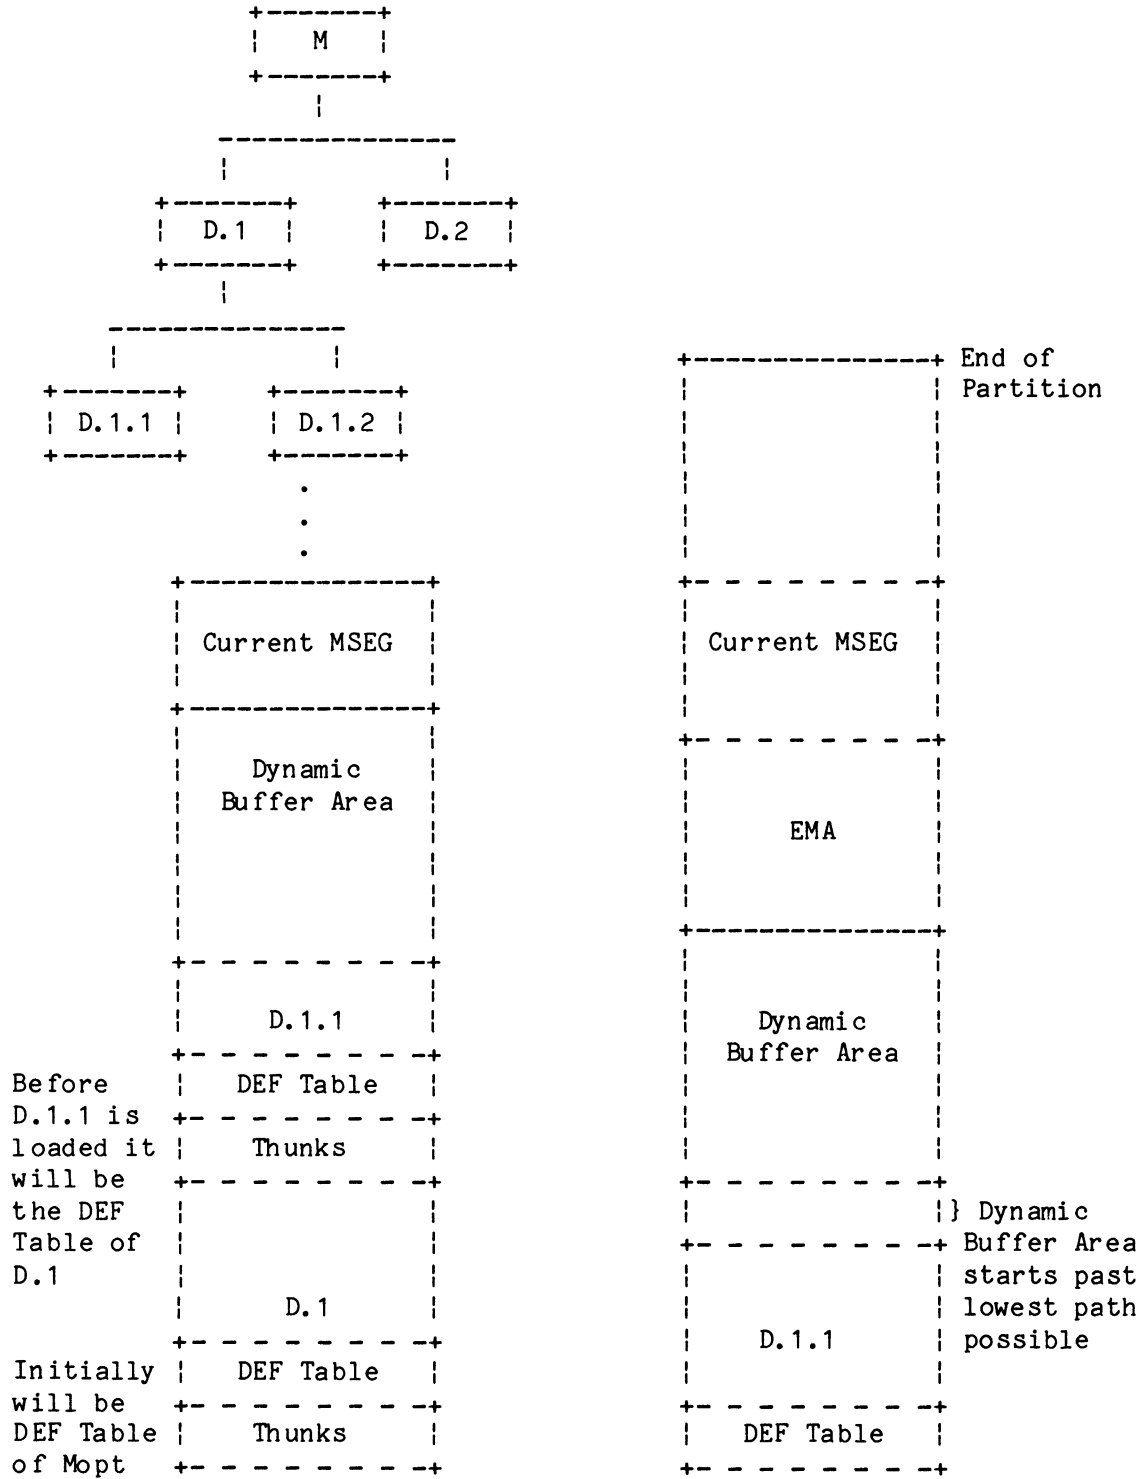 M
D.1 D.2
D.1.1 D.1.2
.
.
.
End of
Partition
Current MSEG
Dynamic
Buffer Area
D.1.1
DEF Table
Thunks
D.1
DEF Table
Thunks
Before
D.1.1 is
loaded it
will be
the DEF
Table of
D.1
Initially
will be
DEF Table
of Mopt
Current MSEG
EMA
Dynamic
Buffer Area
} Dynamic
Buffer Area
starts past
lowest path
possible
D.1.1
DEF Table